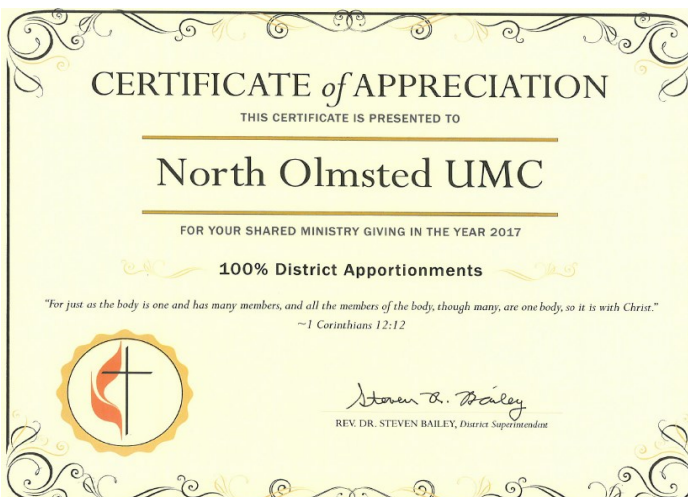 CERTIFICATE of APPRECIATION
THIS CERTIFICATE IS PRESENTED TO
North Olmsted UMC
FOR YOUR SHARED MINISTRY GIVING IN THE YEAR 2017
100% District Apportionments
"For just as the body is one and has many members, and all the members of the body, though many, are one body, so it is with Christ."
~1 Corinthians 12:12
Steven R. Bailey
REV. DR. STEVEN BAILEY, District Superintendant